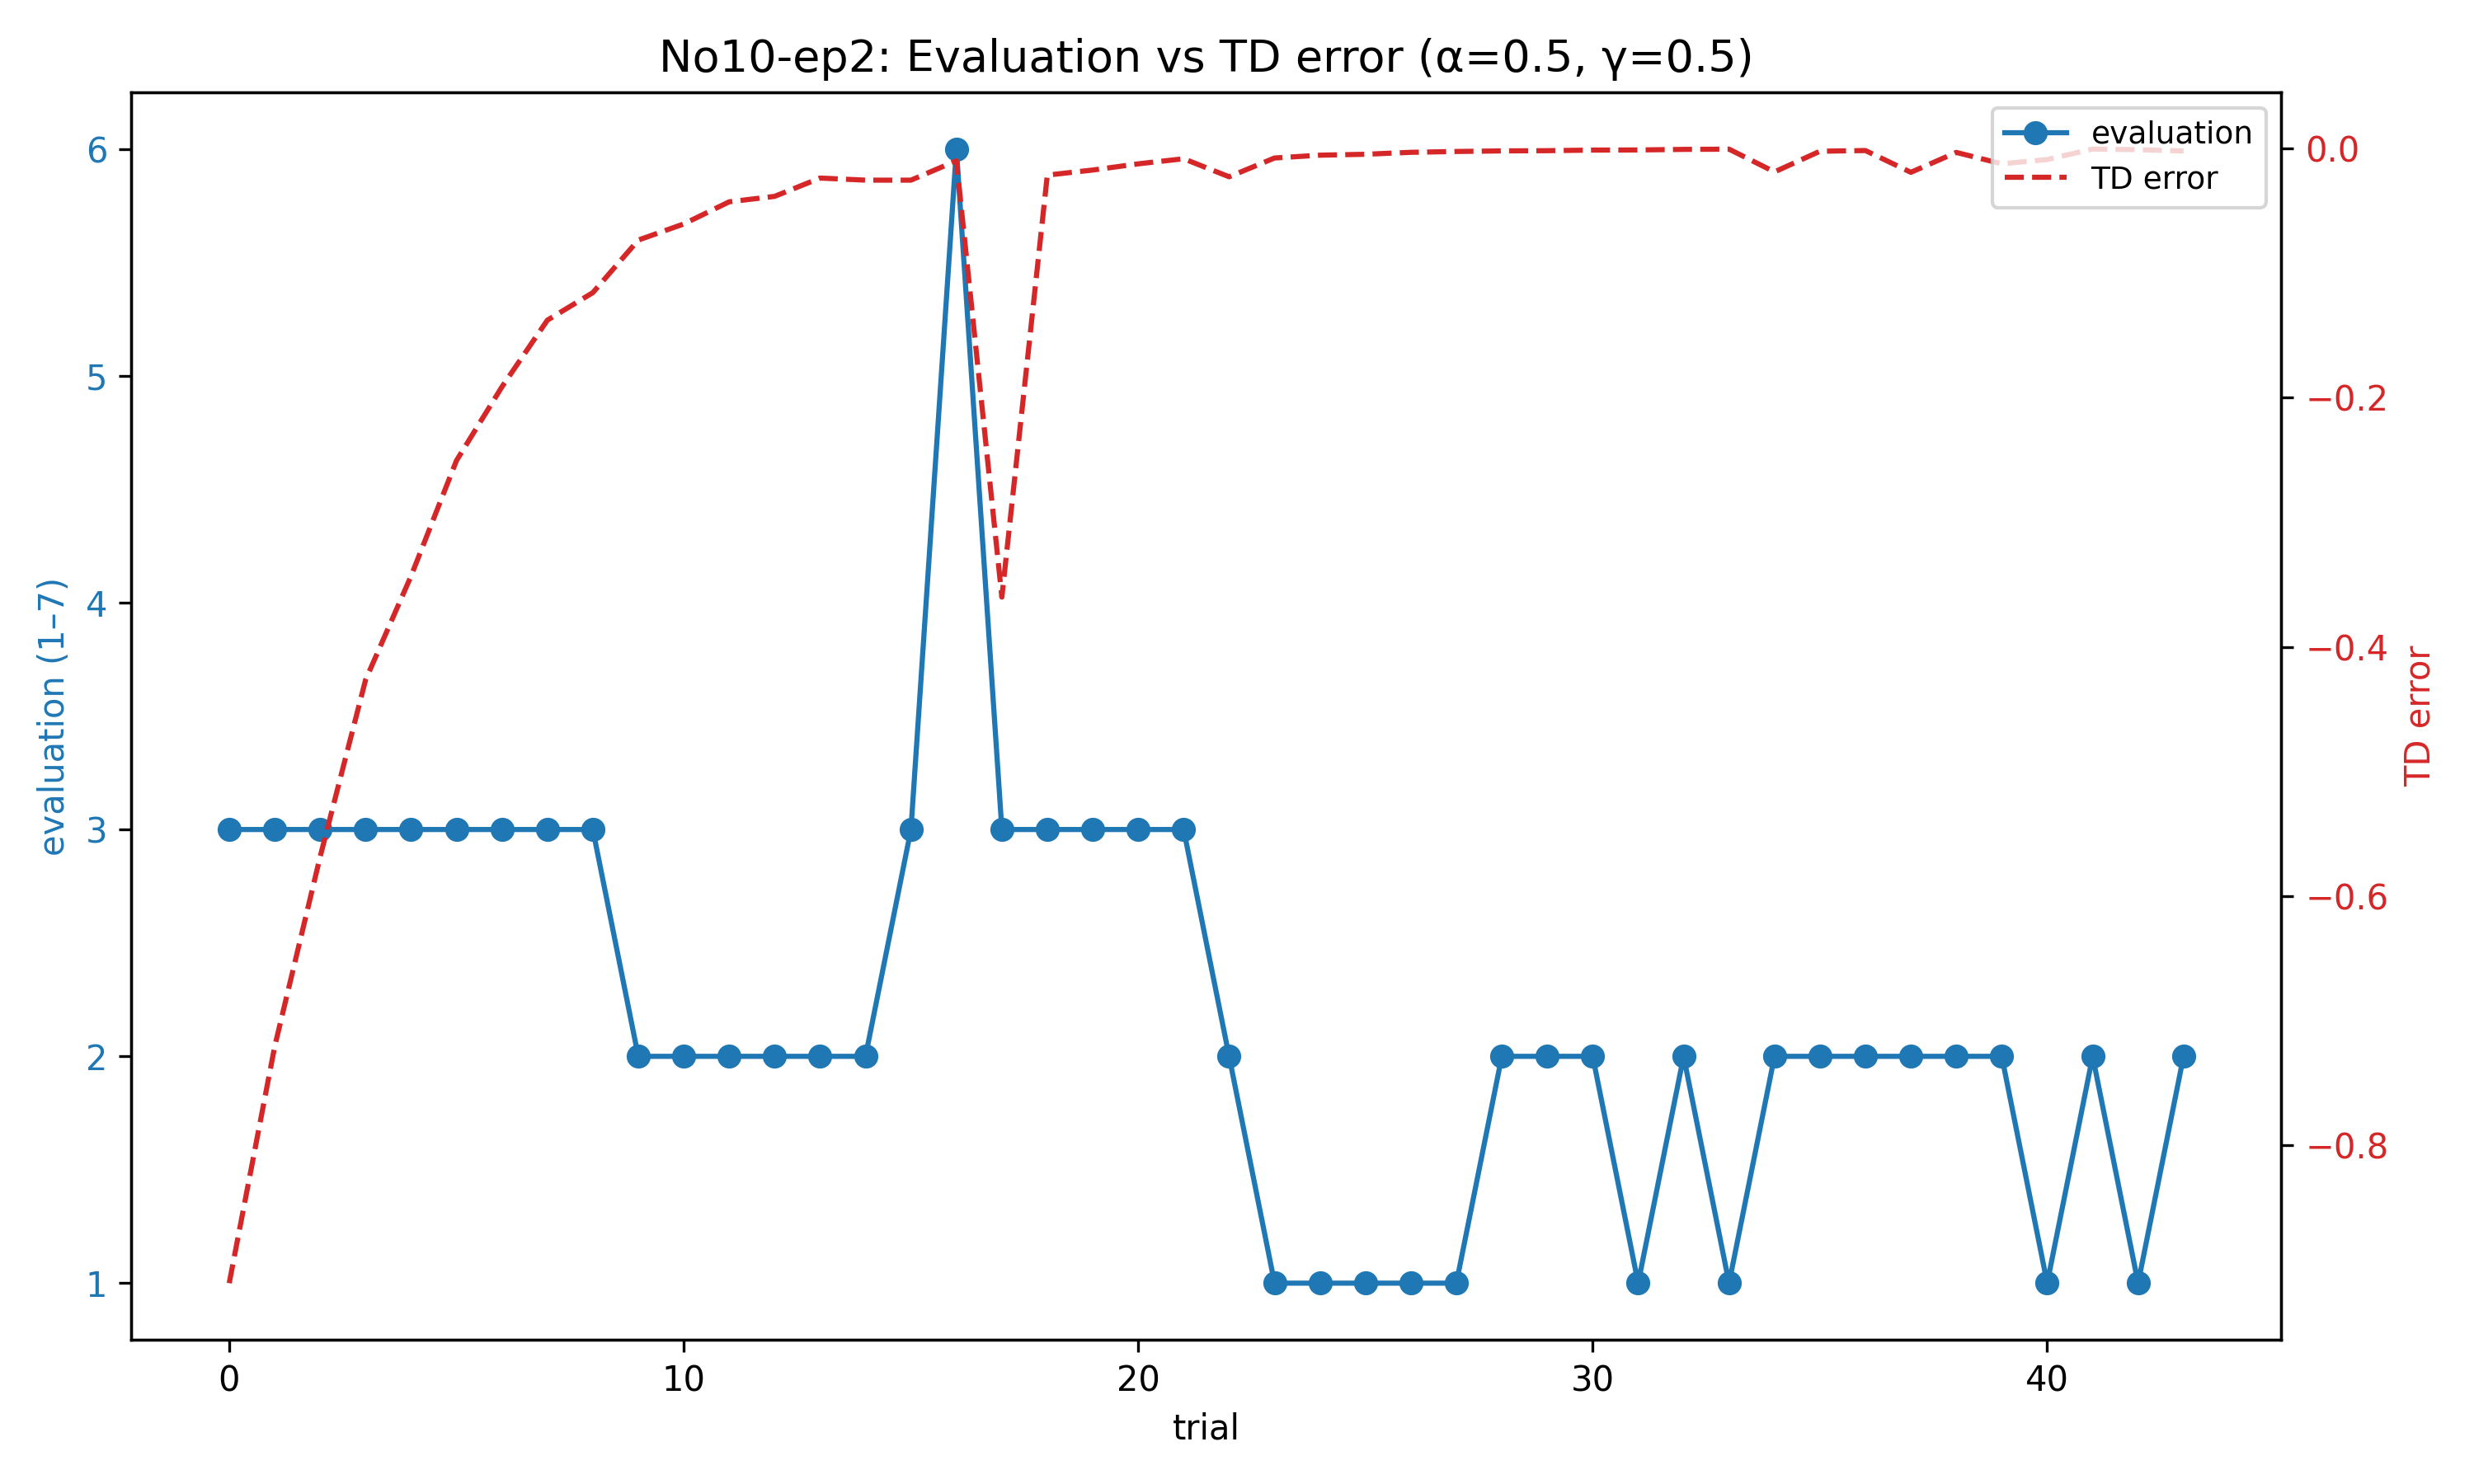 No10-ep2: Evaluation vs TD error (α=0.5, γ=0.5)
evaluation
TD error
6
5
4
3
2
1
evaluation (1–7)
0.0
−0.2
−0.4
−0.6
−0.8
TD error
0
10
20
30
40
trial